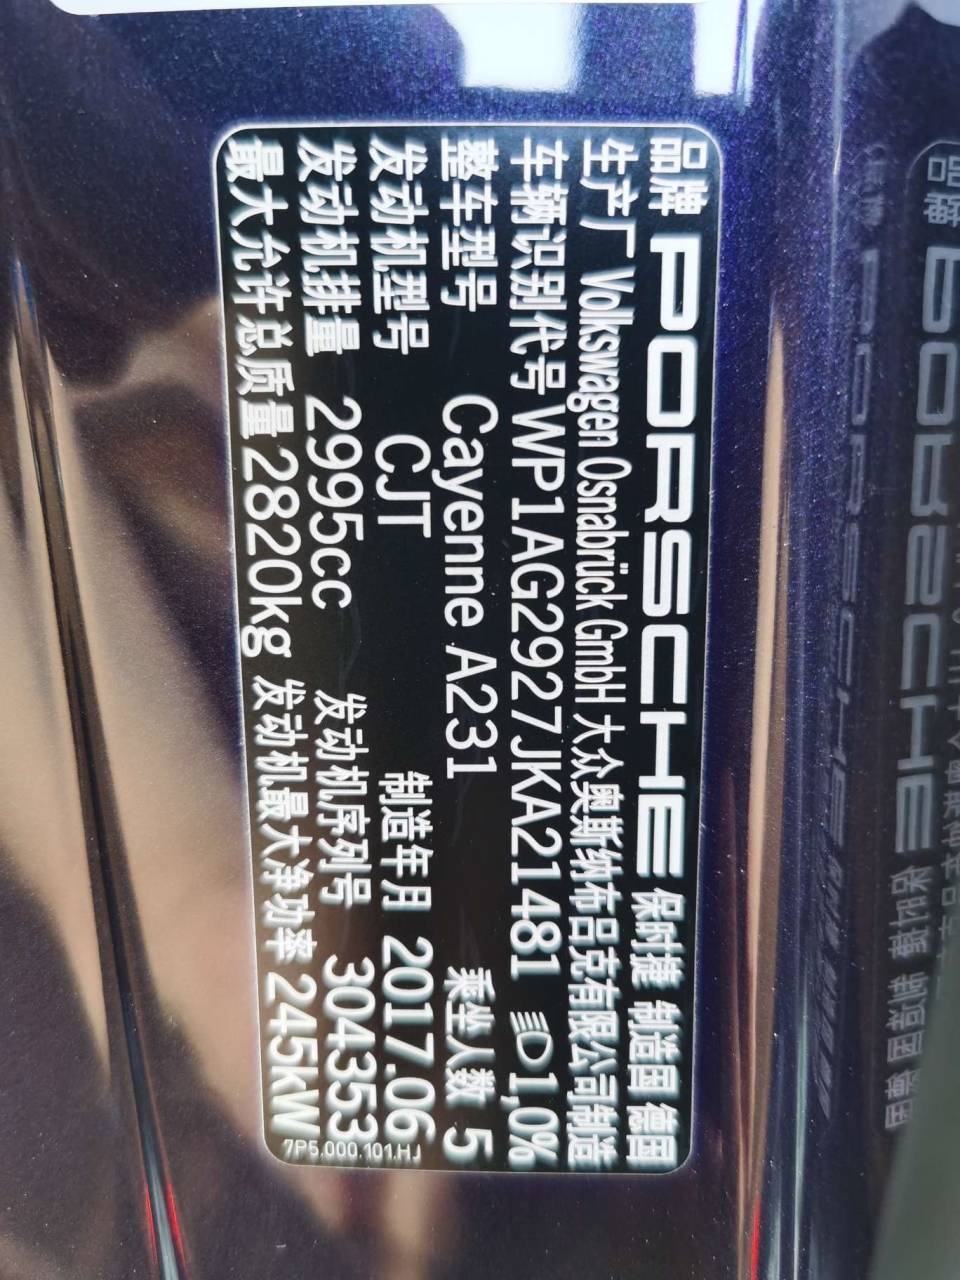 品牌 PORSCHE 保时捷 制造国 德国
生产厂 Volkswagen Osnabrück GmbH 大众奥斯纳布吕克有限公司制造
车辆识别代号 WP1AG2927JKA21481 1,0%
整车型号 Cayenne A231 乘坐人数 5
发动机型号 CJT 制造年月 2017.06
发动机排量 2995cc 发动机序列号 304353
最大允许总质量 2820kg 发动机最大净功率 245kW
7P5.000.101.HJ